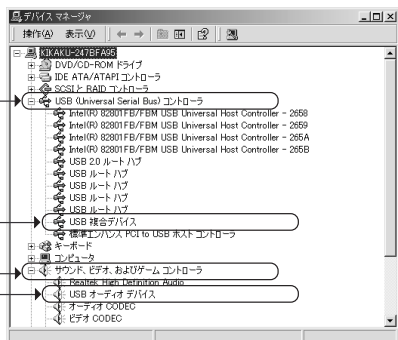 デバイス マネージャ
操作(A) 表示(V)
KIKAKU-247BFA95
DVD/CD-ROM ドライブ
IDE ATA/ATAPI コントローラ
SCSI と RAID コントローラ
USB (Universal Serial Bus) コントローラ
Intel(R) 82801FB/FBM USB Universal Host Controller - 2658
Intel(R) 82801FB/FBM USB Universal Host Controller - 2659
Intel(R) 82801FB/FBM USB Universal Host Controller - 265A
Intel(R) 82801FB/FBM USB Universal Host Controller - 265B
USB 2.0 ルート ハブ
USB ルート ハブ
USB ルート ハブ
USB ルート ハブ
USB ルート ハブ
USB 複合デバイス
標準エンハンス PCI to USB ホスト コントローラ
キーボード
コンピュータ
サウンド、ビデオ、およびゲーム コントローラ
Realtek High Definition Audio
USB オーディオ デバイス
オーディオ CODEC
ビデオ CODEC